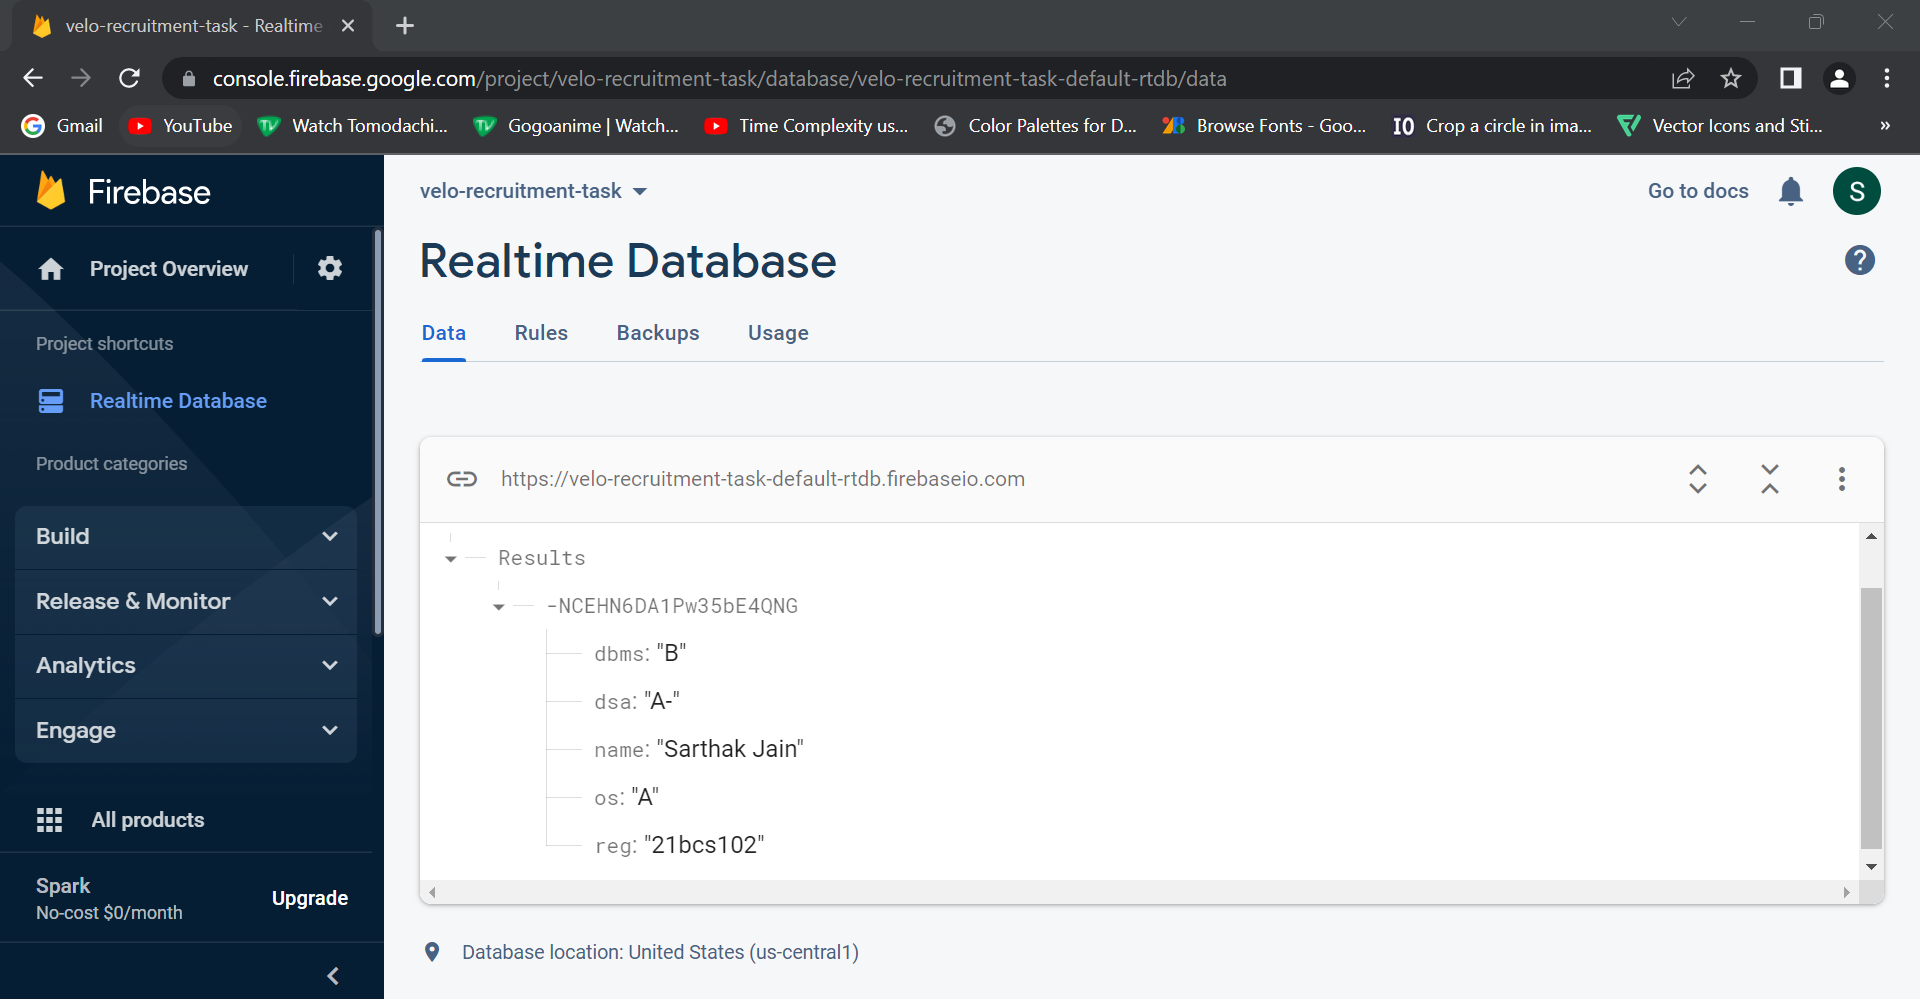 velo-recruitment-task - Realtime
console.firebase.google.com/project/velo-recruitment-task/database/velo-recruitment-task-default-rtdb/data
Gmail YouTube Watch Tomodachi... Gogoanime | Watch... Time Complexity us... Color Palettes for D... Browse Fonts - Goo... IO Crop a circle in ima... Vector Icons and Sti... »
Firebase
Project Overview
Project shortcuts
Realtime Database
Product categories
Build
Release & Monitor
Analytics
Engage
All products
Spark
No-cost $0/month
Upgrade
velo-recruitment-task
Go to docs
S
Realtime Database
Data Rules Backups Usage
https://velo-recruitment-task-default-rtdb.firebaseio.com
Results
-NCEHN6DA1Pw35bE4QNG
dbms: "B"
dsa: "A-"
name: "Sarthak Jain"
os: "A"
reg: "21bcs102"
Database location: United States (us-central1)